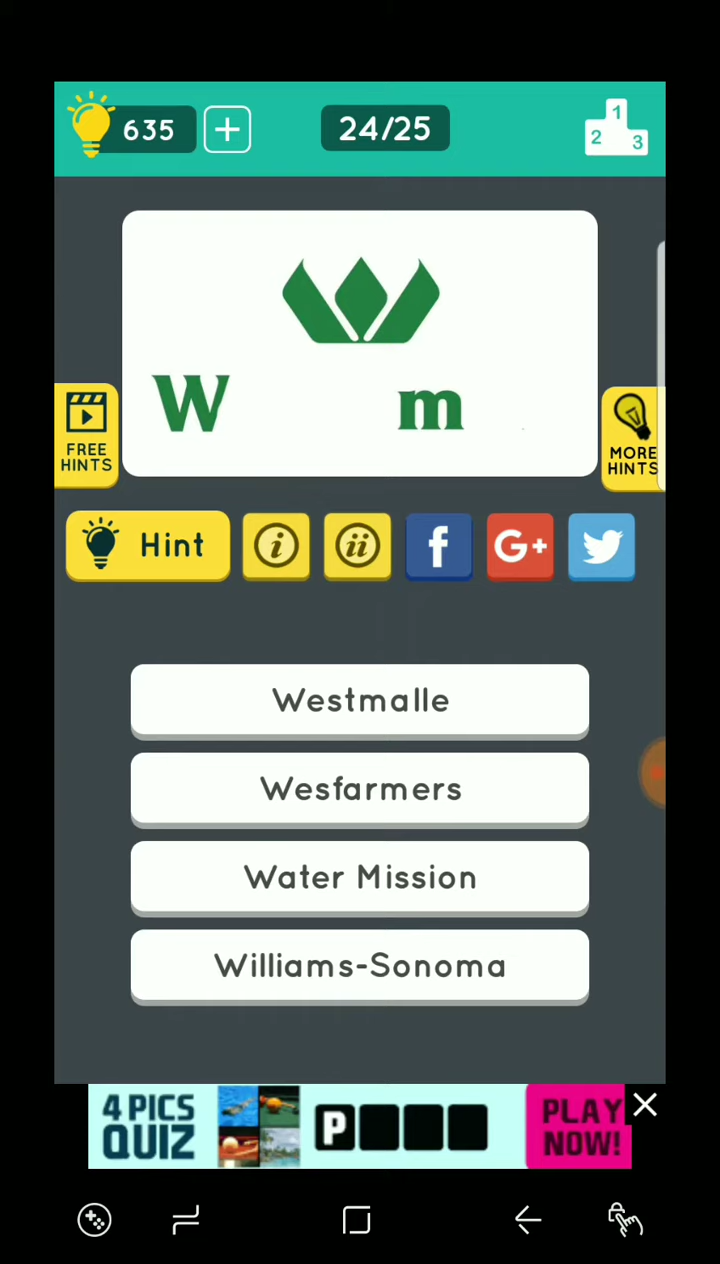 635 + 24/25 1 2 3
W m
FREE
HINTS
MORE
HINTS
Hint i ii f G+
Westmalle
Wesfarmers
Water Mission
Williams-Sonoma
4 PICS
QUIZ
P
PLAY
NOW!